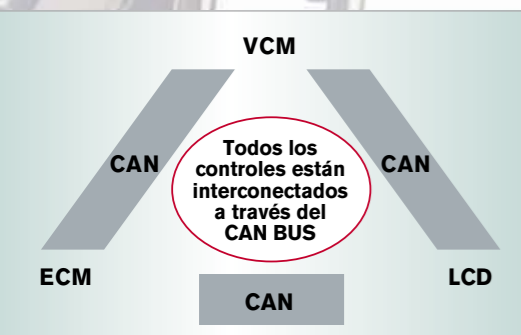 VCM
CAN
Todos los
controles están
interconectados
a través del
CAN BUS
CAN
ECM
CAN
LCD